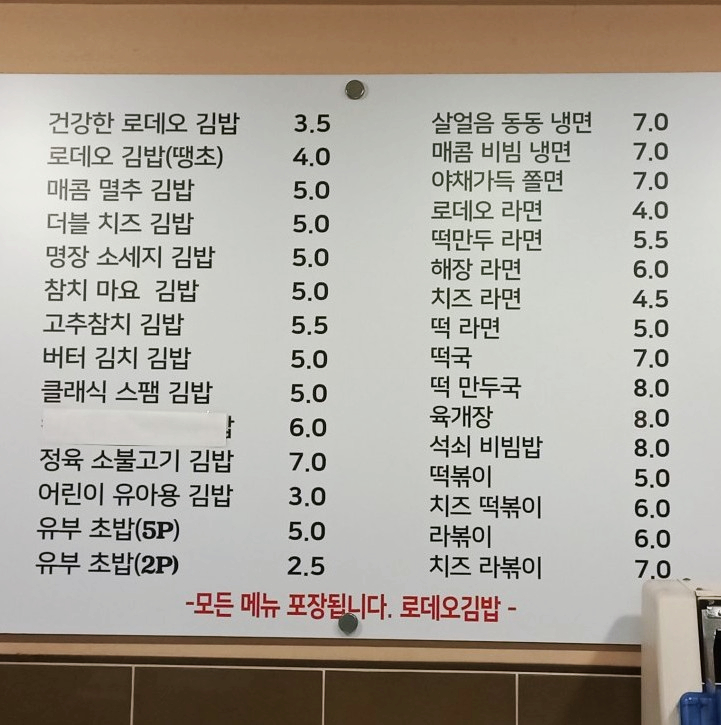 건강한 로데오 김밥 3.5
로데오 김밥(땡초) 4.0
매콤 멸추 김밥 5.0
더블 치즈 김밥 5.0
명장 소세지 김밥 5.0
참치 마요 김밥 5.0
고추참치 김밥 5.5
버터 김치 김밥 5.0
클래식 스팸 김밥 5.0
6.0
정육 소불고기 김밥 7.0
어린이 유아용 김밥 3.0
유부 초밥(5P) 5.0
유부 초밥(2P) 2.5
살얼음 동동 냉면 7.0
매콤 비빔 냉면 7.0
야채가득 쫄면 7.0
로데오 라면 4.0
떡만두 라면 5.5
해장 라면 6.0
치즈 라면 4.5
떡 라면 5.0
떡국 7.0
떡 만두국 8.0
육개장 8.0
석쇠 비빔밥 8.0
떡볶이 5.0
치즈 떡볶이 6.0
라볶이 6.0
치즈 라볶이 7.0
-모든 메뉴 포장됩니다. 로데오김밥 -